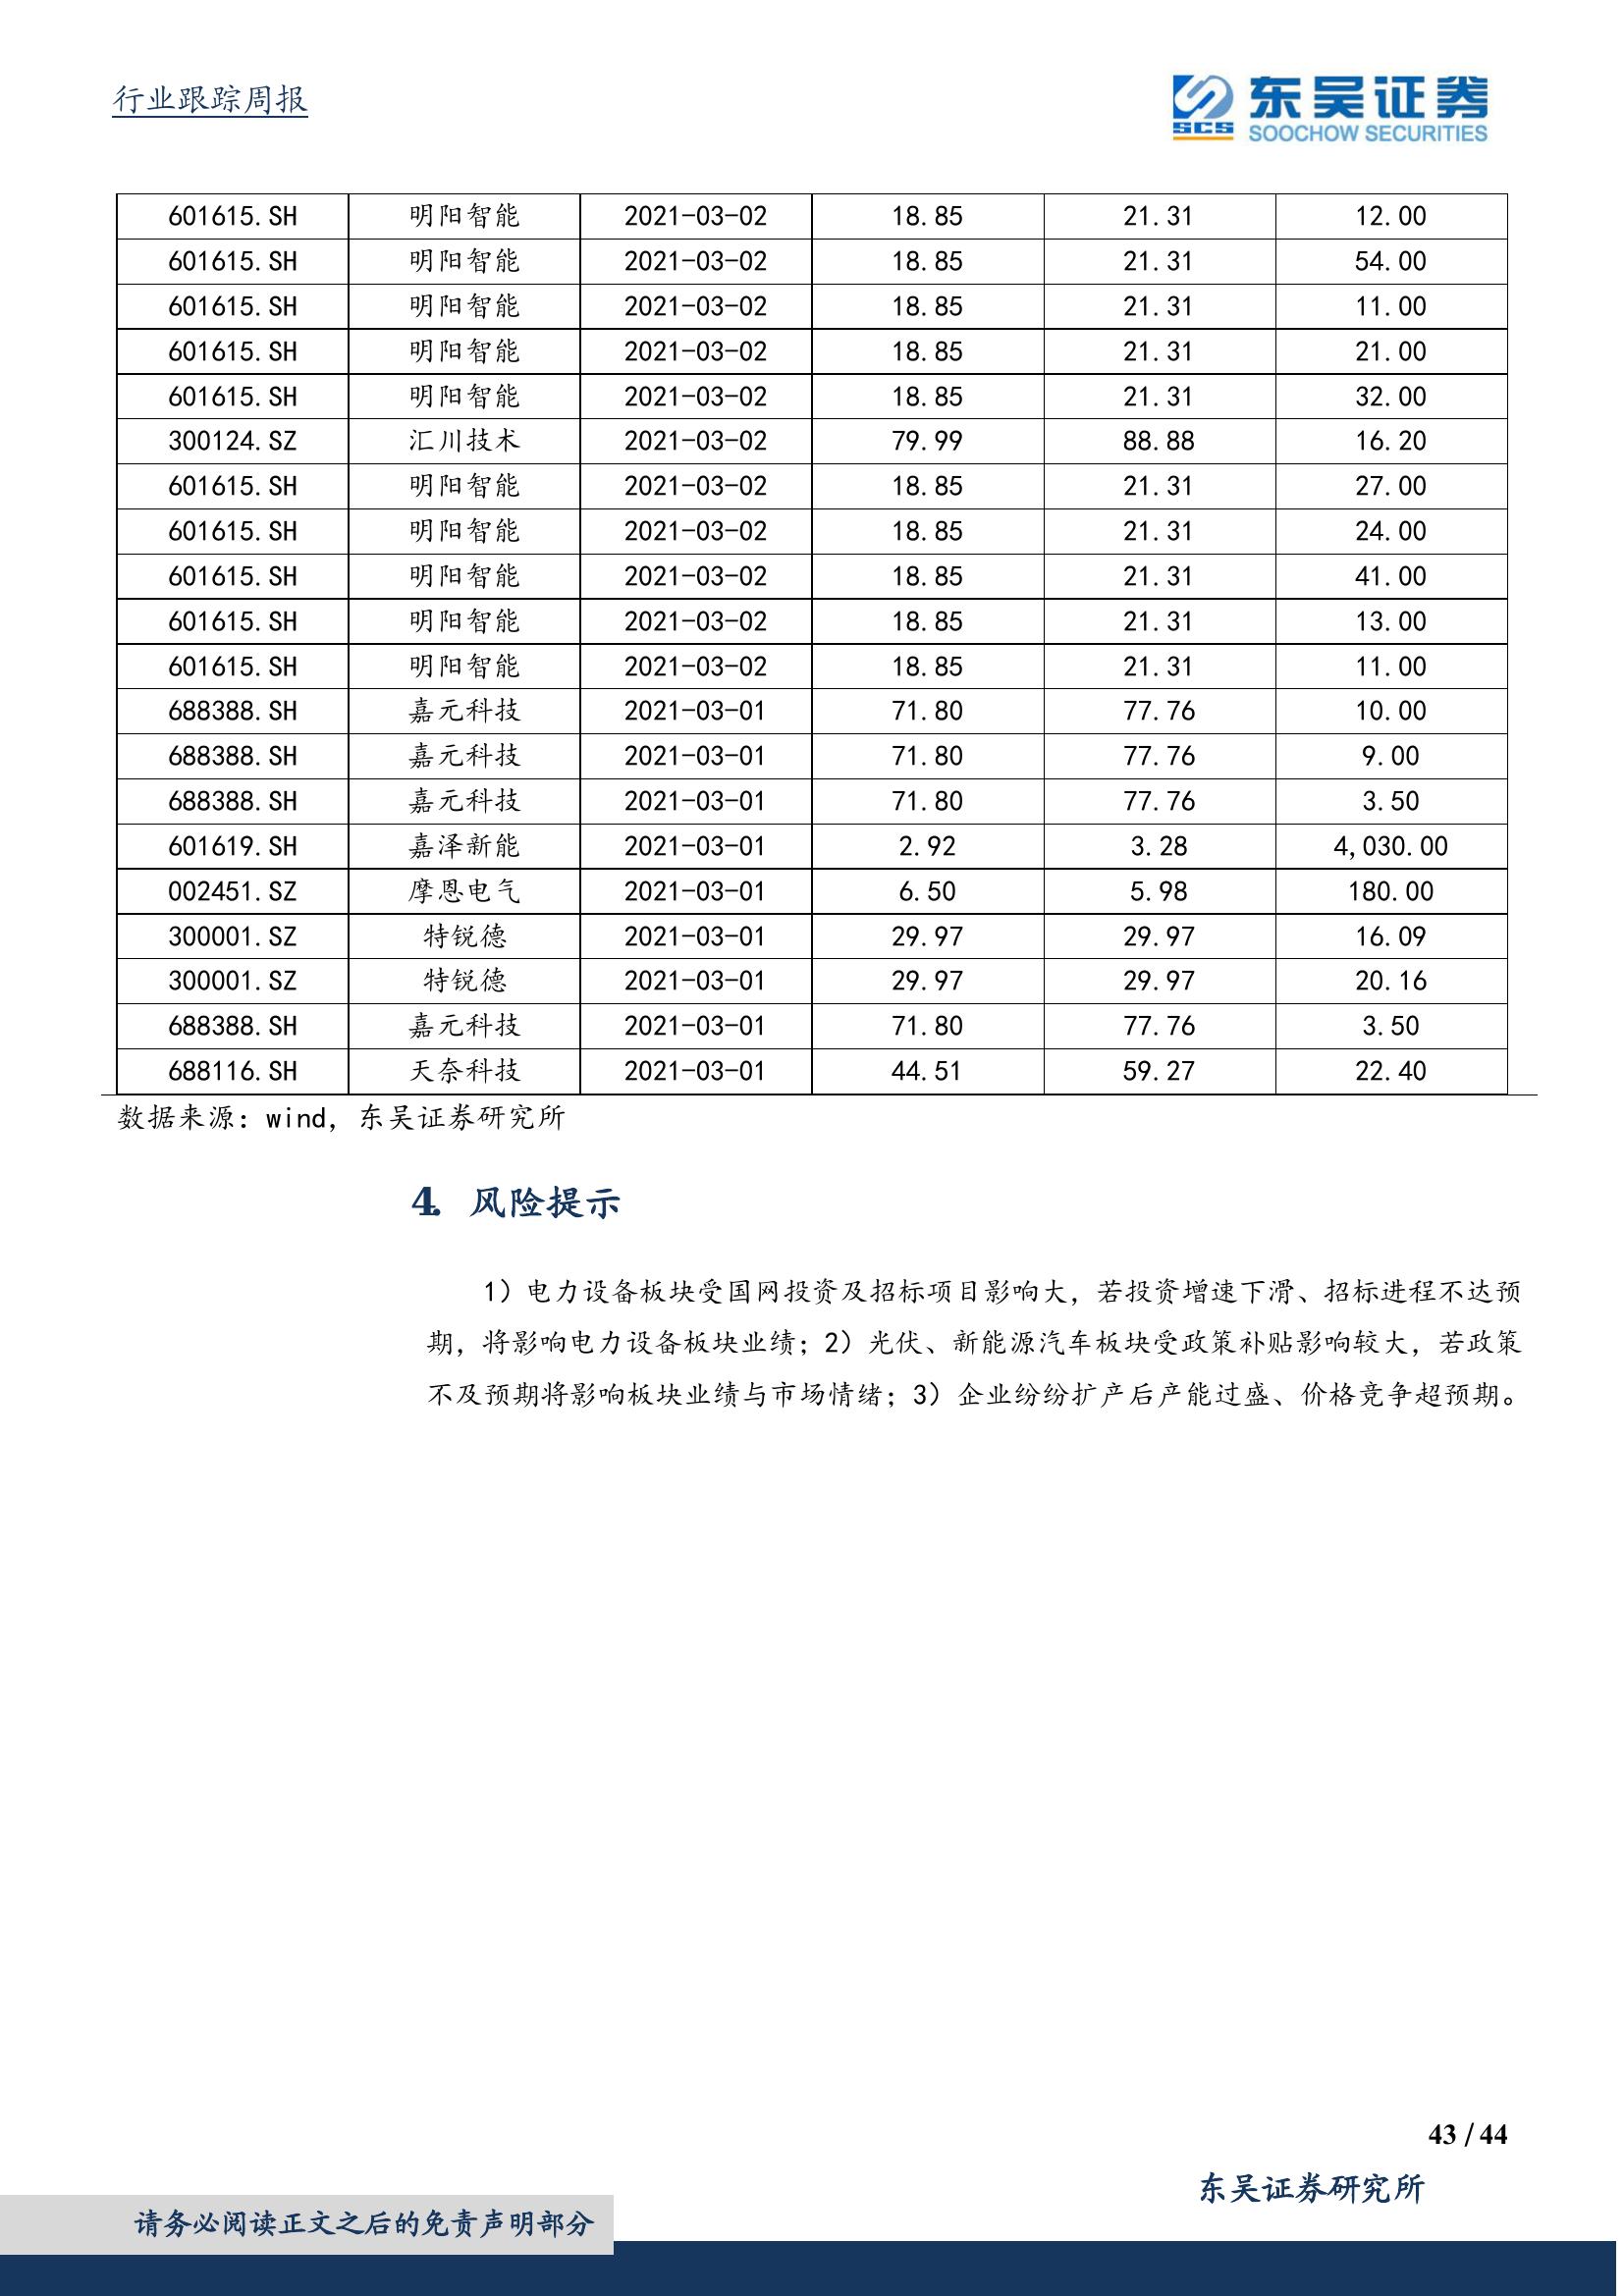 行业跟踪周报
SCS 东吴证券
SOOCHOW SECURITIES
601615.SH 明阳智能 2021-03-02 18.85 21.31 12.00
601615.SH 明阳智能 2021-03-02 18.85 21.31 54.00
601615.SH 明阳智能 2021-03-02 18.85 21.31 11.00
601615.SH 明阳智能 2021-03-02 18.85 21.31 21.00
601615.SH 明阳智能 2021-03-02 18.85 21.31 32.00
300124.SZ 汇川技术 2021-03-02 79.99 88.88 16.20
601615.SH 明阳智能 2021-03-02 18.85 21.31 27.00
601615.SH 明阳智能 2021-03-02 18.85 21.31 24.00
601615.SH 明阳智能 2021-03-02 18.85 21.31 41.00
601615.SH 明阳智能 2021-03-02 18.85 21.31 13.00
601615.SH 明阳智能 2021-03-02 18.85 21.31 11.00
688388.SH 嘉元科技 2021-03-01 71.80 77.76 10.00
688388.SH 嘉元科技 2021-03-01 71.80 77.76 9.00
688388.SH 嘉元科技 2021-03-01 71.80 77.76 3.50
601619.SH 嘉泽新能 2021-03-01 2.92 3.28 4,030.00
002451.SZ 摩恩电气 2021-03-01 6.50 5.98 180.00
300001.SZ 特锐德 2021-03-01 29.97 29.97 16.09
300001.SZ 特锐德 2021-03-01 29.97 29.97 20.16
688388.SH 嘉元科技 2021-03-01 71.80 77.76 3.50
688116.SH 天奈科技 2021-03-01 44.51 59.27 22.40
数据来源：wind，东吴证券研究所
4. 风险提示
1）电力设备板块受国网投资及招标项目影响大，若投资增速下滑、招标进程不达预
期，将影响电力设备板块业绩；2）光伏、新能源汽车板块受政策补贴影响较大，若政策
不及预期将影响板块业绩与市场情绪；3）企业纷纷扩产后产能过盛、价格竞争超预期。
43 / 44
东吴证券研究所
请务必阅读正文之后的免责声明部分